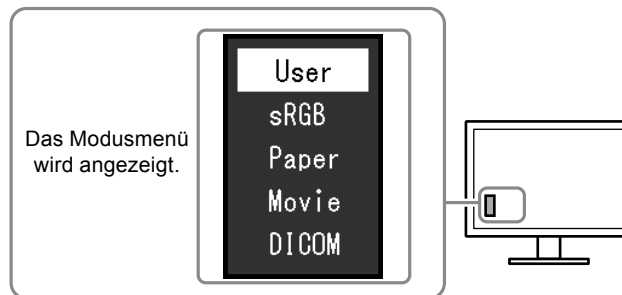 Das Modusmenü
wird angezeigt.
User
sRGB
Paper
Movie
DICOM